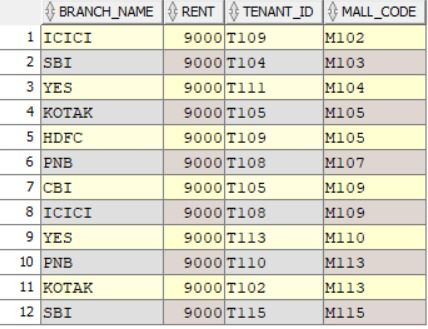 BRANCH_NAME RENT TENANT_ID MALL_CODE
1 ICICI 9000 T109 M102
2 SBI 9000 T104 M103
3 YES 9000 T111 M104
4 KOTAK 9000 T105 M105
5 HDFC 9000 T109 M105
6 PNB 9000 T108 M107
7 CBI 9000 T105 M109
8 ICICI 9000 T108 M109
9 YES 9000 T113 M110
10 PNB 9000 T110 M113
11 KOTAK 9000 T102 M113
12 SBI 9000 T115 M115